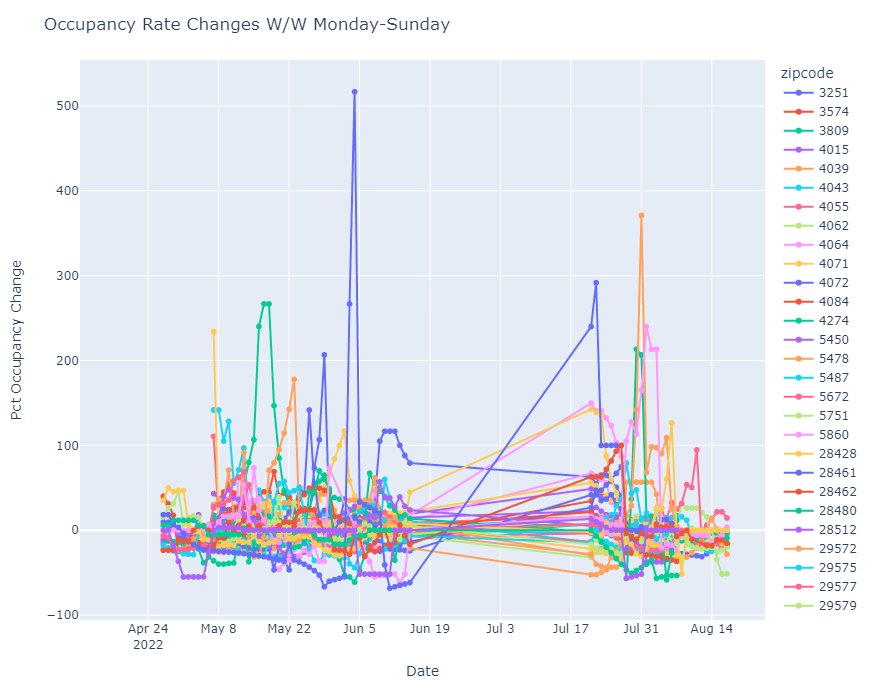 Occupancy Rate Changes W/W Monday-Sunday
zipcode
3251
3574
3809
4015
4039
4043
4055
4062
4064
4071
4072
4084
4274
5450
5478
5487
5672
5751
5860
28428
28461
28462
28480
28512
29572
29575
29577
29579
Pct Occupancy Change
500
400
300
200
100
0
−100
Apr 24
2022
May 8
May 22
Jun 5
Jun 19
Jul 3
Jul 17
Jul 31
Aug 14
Date